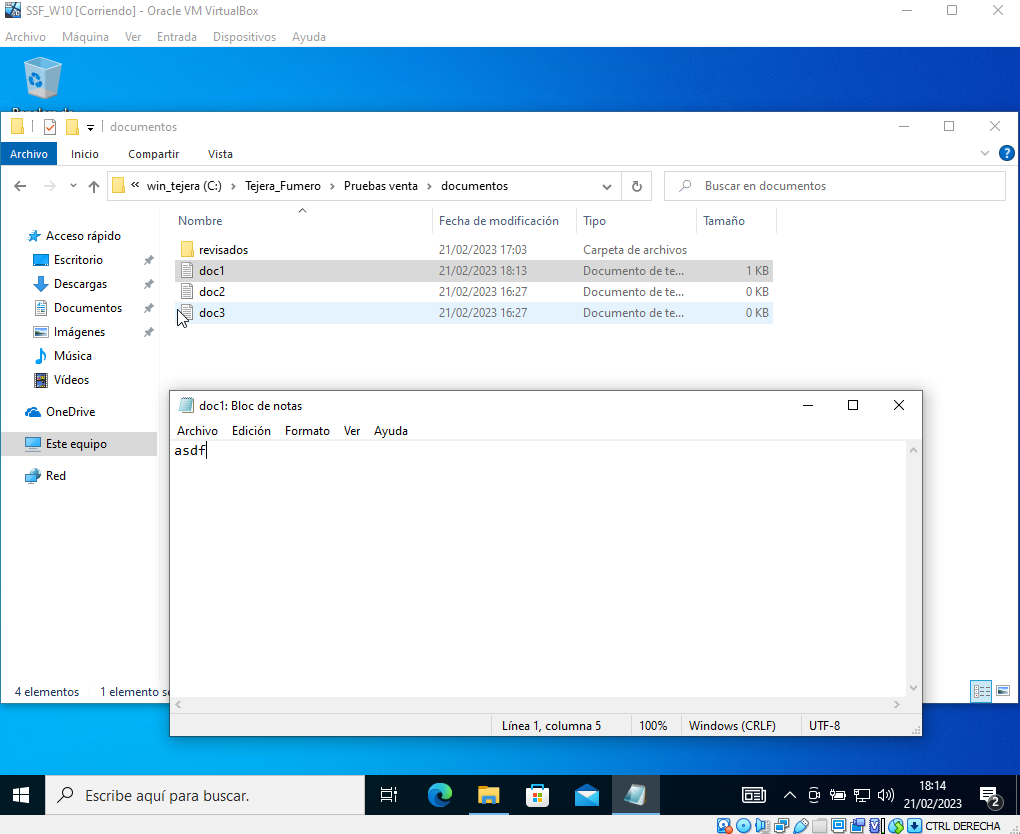 SSF_W10 [Corriendo] - Oracle VM VirtualBox
Archivo Máquina Ver Entrada Dispositivos Ayuda
documentos
Archivo Inicio Compartir Vista
« win_tejera (C:) › Tejera_Fumero › Pruebas venta › documentos
Buscar en documentos
Nombre Fecha de modificación Tipo Tamaño
Acceso rápido
Escritorio
Descargas
Documentos
Imágenes
Música
Vídeos
OneDrive
Este equipo
Red
revisados 21/02/2023 17:03 Carpeta de archivos
doc1 21/02/2023 18:13 Documento de te... 1 KB
doc2 21/02/2023 16:27 Documento de te... 0 KB
doc3 21/02/2023 16:27 Documento de te... 0 KB
doc1: Bloc de notas
Archivo Edición Formato Ver Ayuda
asdf
4 elementos 1 elemento
Línea 1, columna 5 100% Windows (CRLF) UTF-8
Escribe aquí para buscar.
18:14
21/02/2023
2
CTRL DERECHA